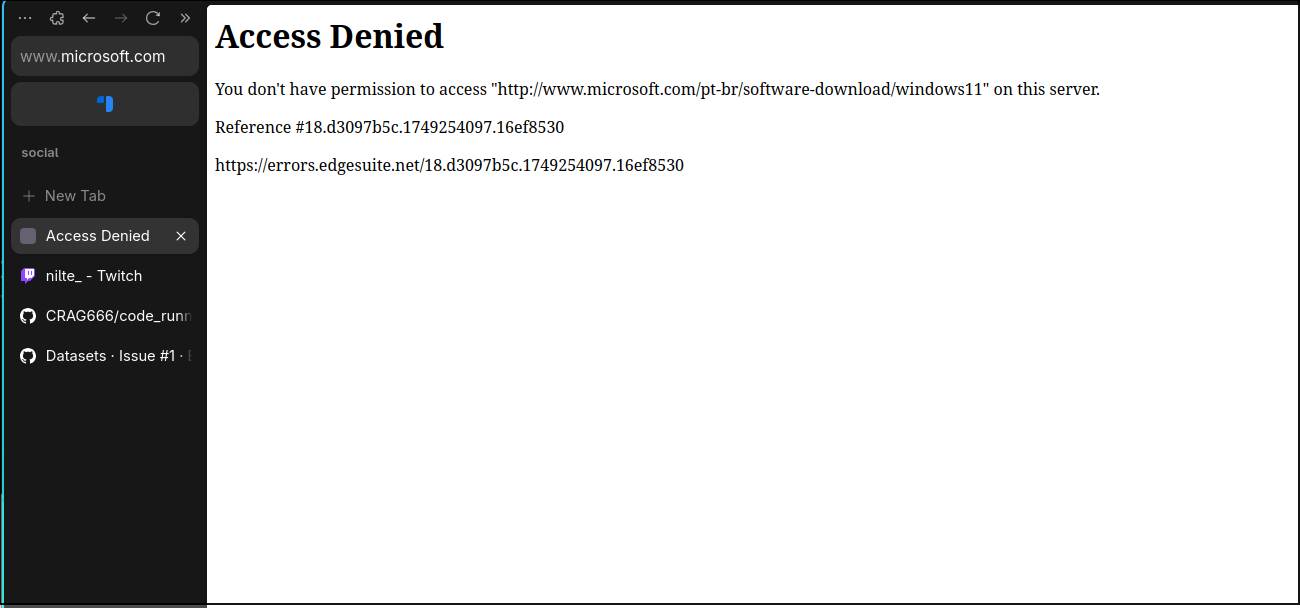 www.microsoft.com
social
New Tab
Access Denied
nilte_ - Twitch
CRAG666/code_runn
Datasets · Issue #1 ·
Access Denied
You don't have permission to access "http://www.microsoft.com/pt-br/software-download/windows11" on this server.
Reference #18.d3097b5c.1749254097.16ef8530
https://errors.edgesuite.net/18.d3097b5c.1749254097.16ef8530